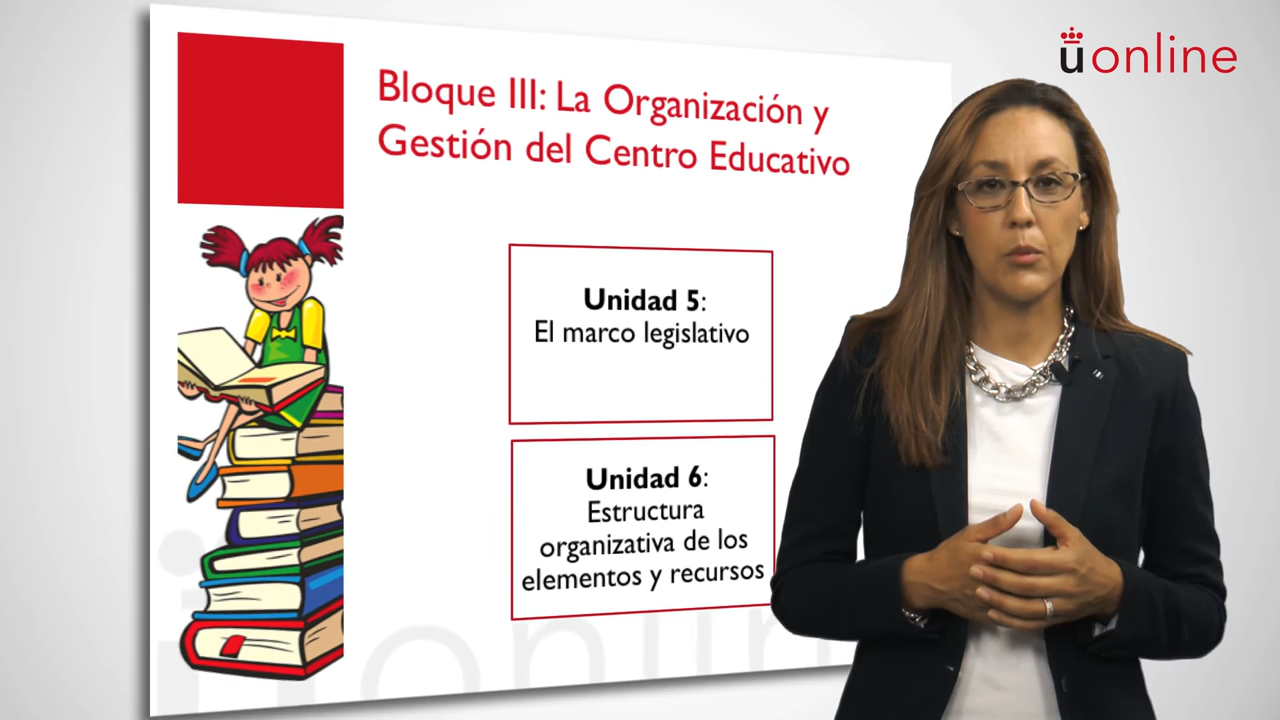 ūonline
Bloque III: La Organización y
Gestión del Centro Educativo
Unidad 5:
El marco legislativo
Unidad 6:
Estructura
organizativa de los
elementos y recursos